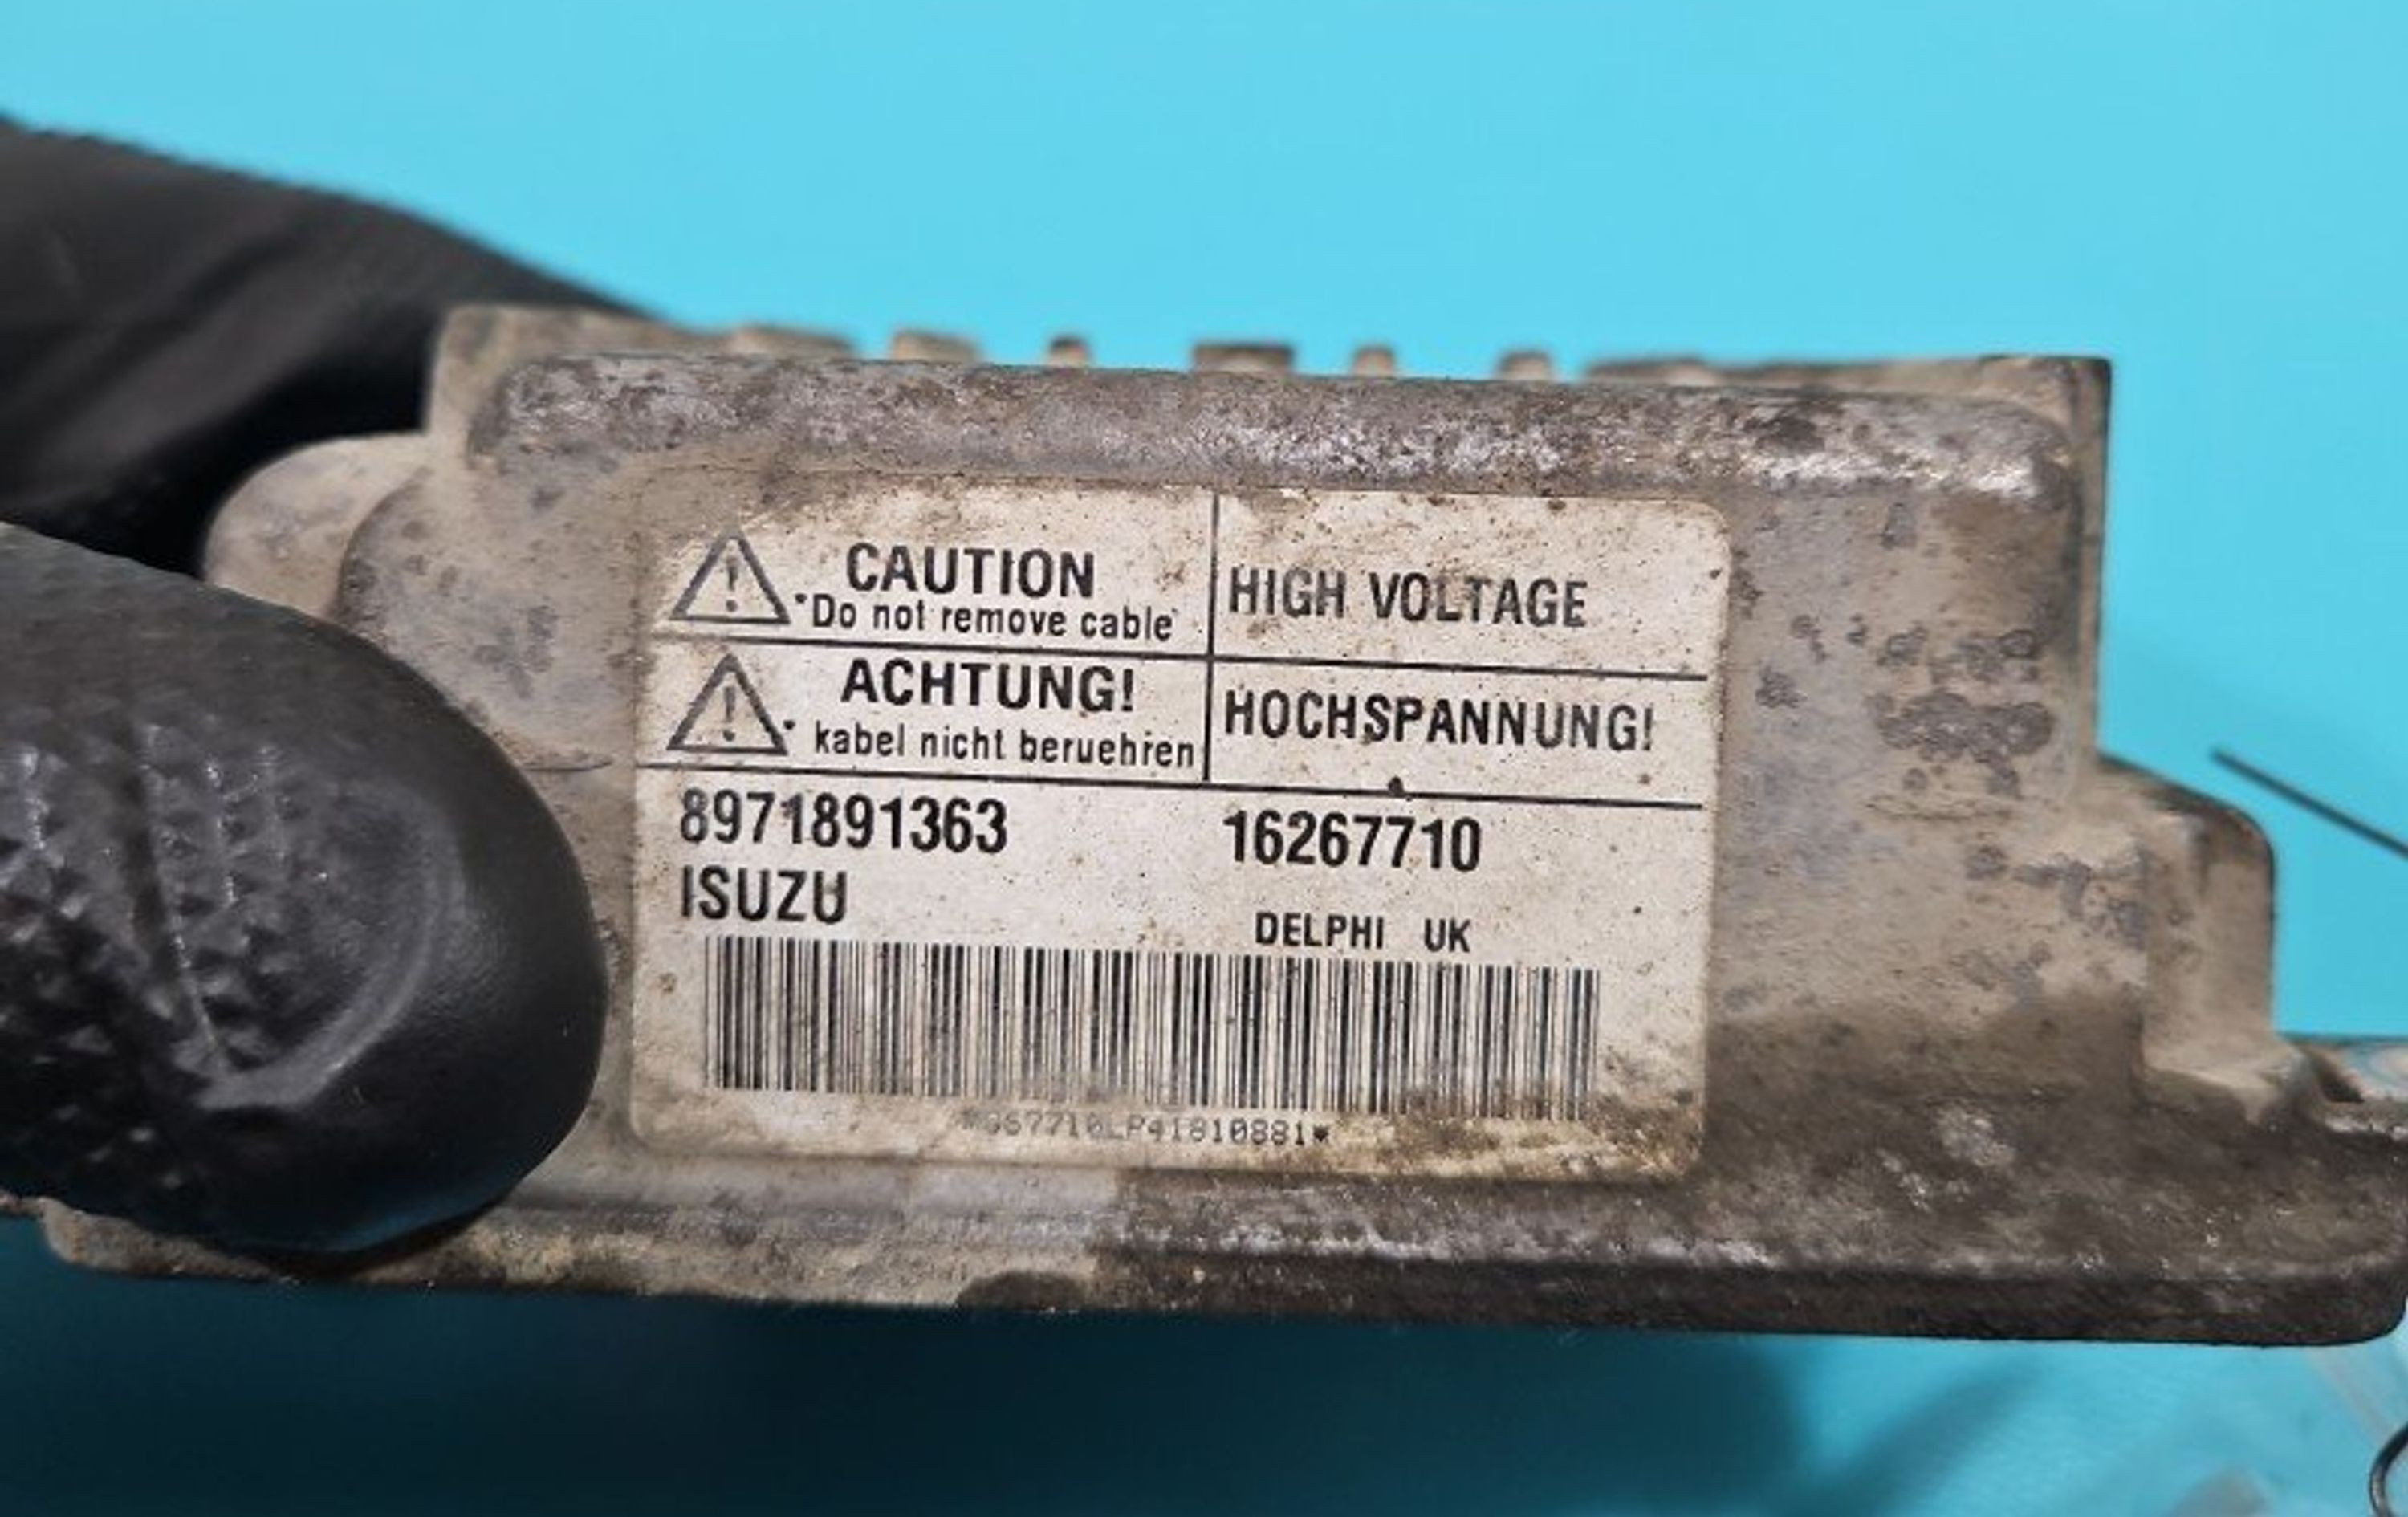 CAUTION
"Do not remove cable"
HIGH VOLTAGE
ACHTUNG!
kabel nicht beruehren
HOCHSPANNUNG!
8971891363
16267710
ISUZU
DELPHI UK